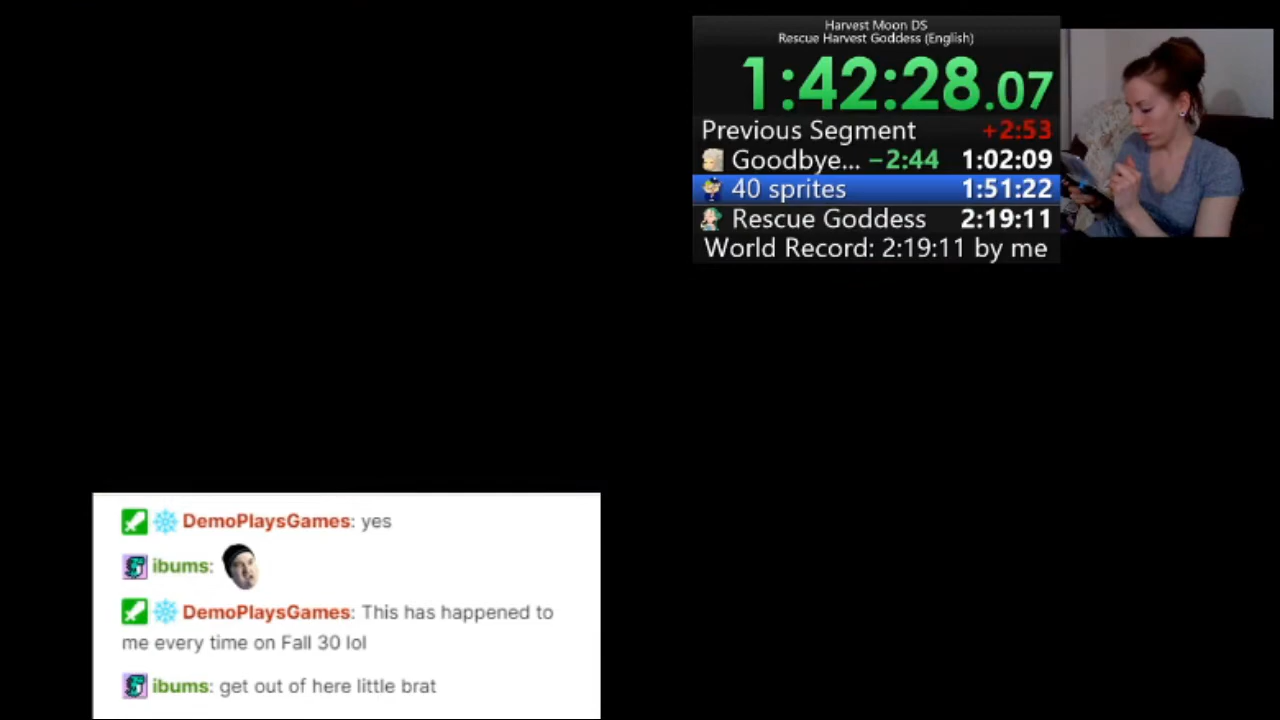 Harvest Moon DS
Rescue Harvest Goddess (English)
1:42:28.07
Previous Segment +2:53
Goodbye... −2:44 1:02:09
40 sprites 1:51:22
Rescue Goddess 2:19:11
World Record: 2:19:11 by me
DemoPlaysGames: yes
ibums:
DemoPlaysGames: This has happened to
me every time on Fall 30 lol
ibums: get out of here little brat